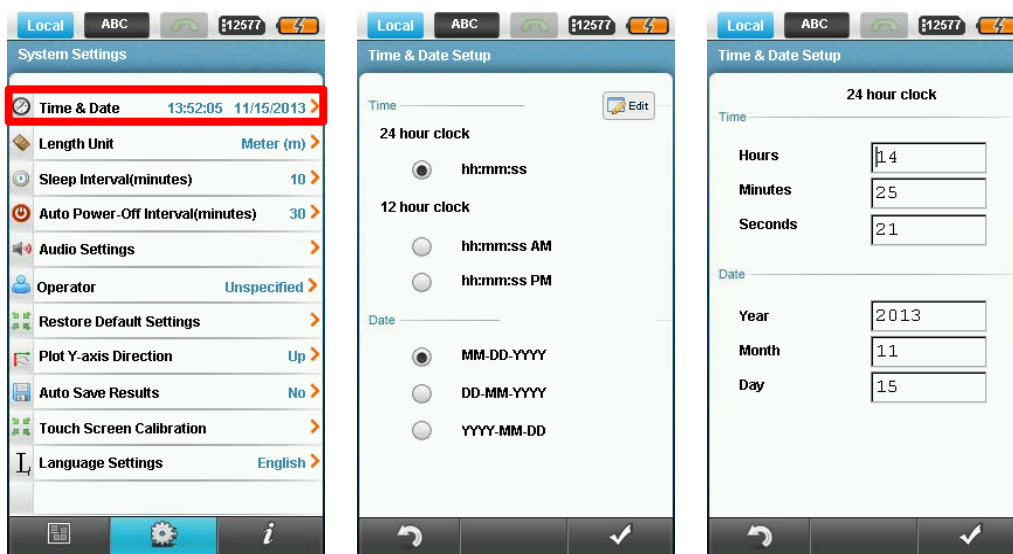 Local ABC 12577
System Settings
Time & Date 13:52:05 11/15/2013
Length Unit Meter (m)
Sleep Interval(minutes) 10
Auto Power-Off Interval(minutes) 30
Audio Settings
Operator Unspecified
Restore Default Settings
Plot Y-axis Direction Up
Auto Save Results No
Touch Screen Calibration
Language Settings English
Local ABC 12577
Time & Date Setup
Time Edit
24 hour clock
hh:mm:ss
12 hour clock
hh:mm:ss AM
hh:mm:ss PM
Date
MM-DD-YYYY
DD-MM-YYYY
YYYY-MM-DD
Local ABC 12577
Time & Date Setup
24 hour clock
Time
Hours 14
Minutes 25
Seconds 21
Date
Year 2013
Month 11
Day 15